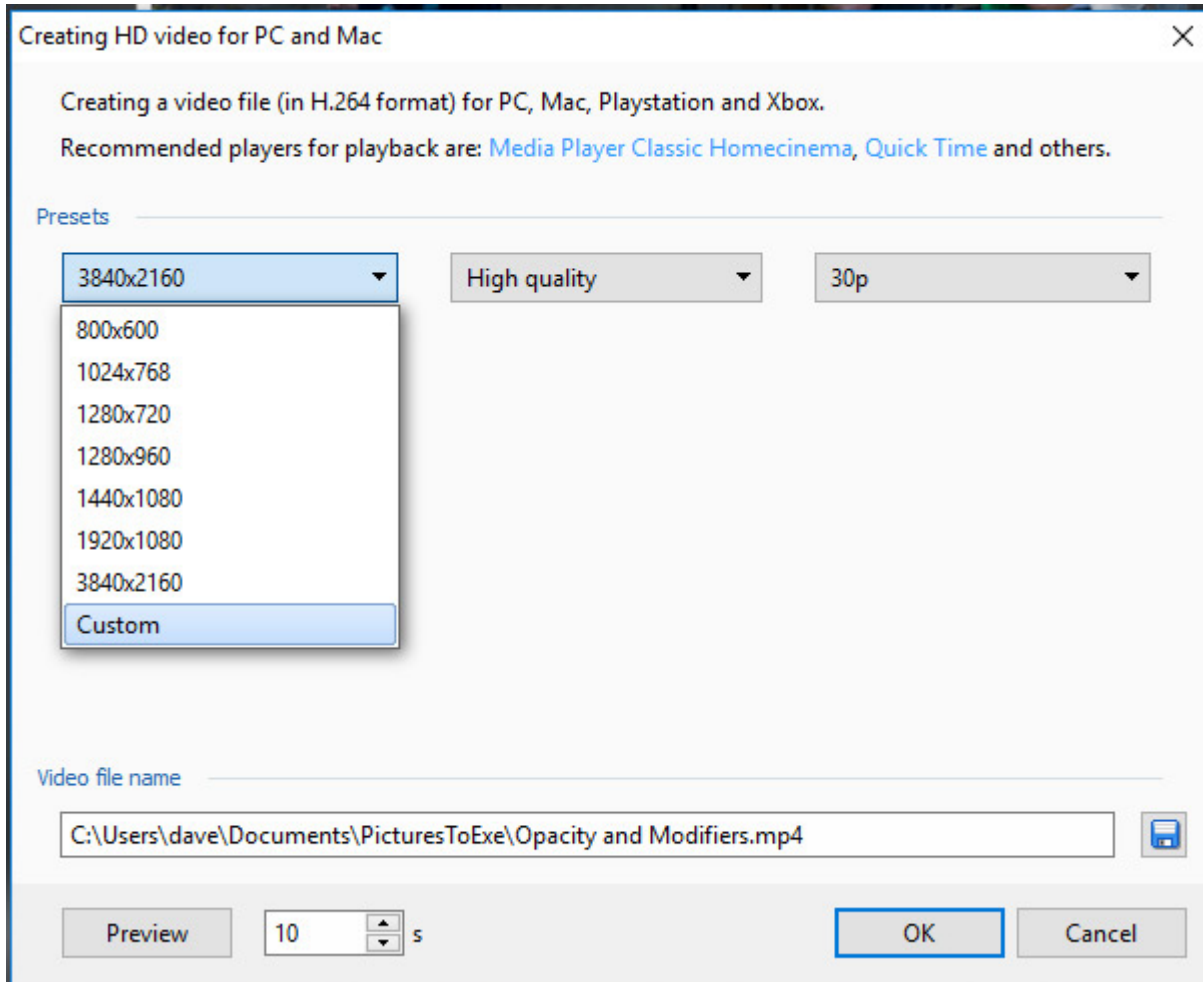 Creating HD video for PC and Mac
Creating a video file (in H.264 format) for PC, Mac, Playstation and Xbox.
Recommended players for playback are: Media Player Classic Homecinema, Quick Time and others.
Presets
3840x2160 High quality 30p
800x600
1024x768
1280x720
1280x960
1440x1080
1920x1080
3840x2160
Custom
Video file name
C:\Users\dave\Documents\PicturesToExe\Opacity and Modifiers.mp4
Preview 10 s OK Cancel